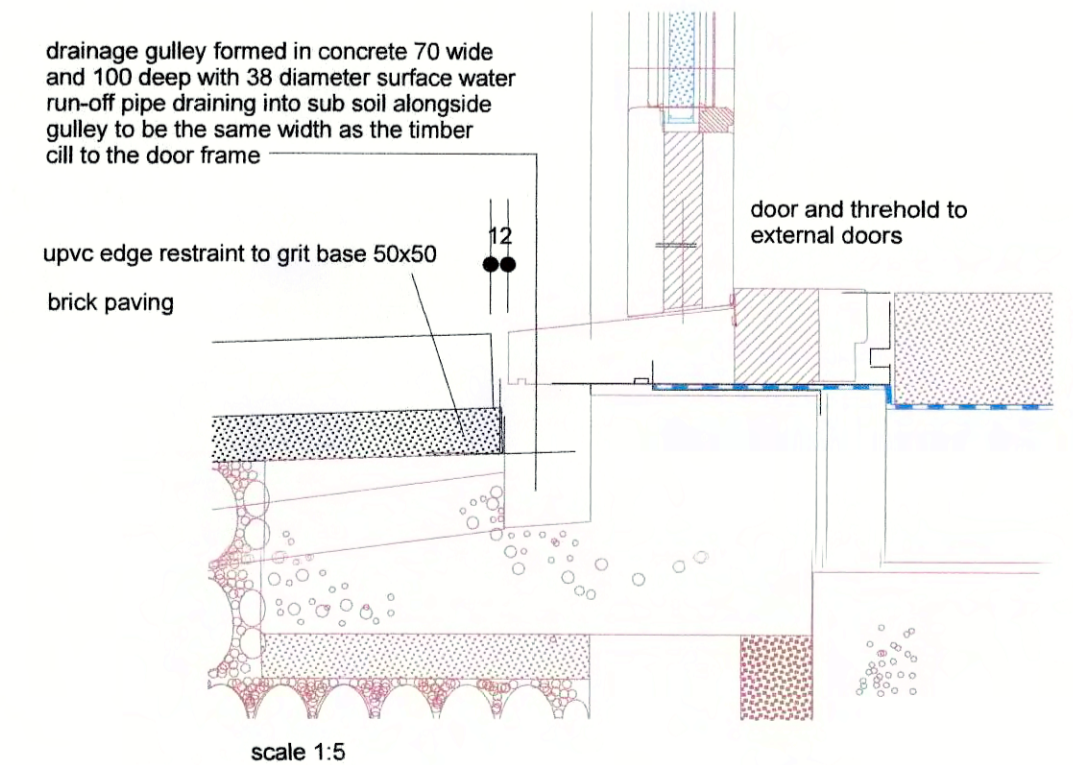 drainage gulley formed in concrete 70 wide
and 100 deep with 38 diameter surface water
run-off pipe draining into sub soil alongside
gulley to be the same width as the timber
cill to the door frame
door and threhold to
external doors
12
upvc edge restraint to grit base 50x50
brick paving
scale 1:5